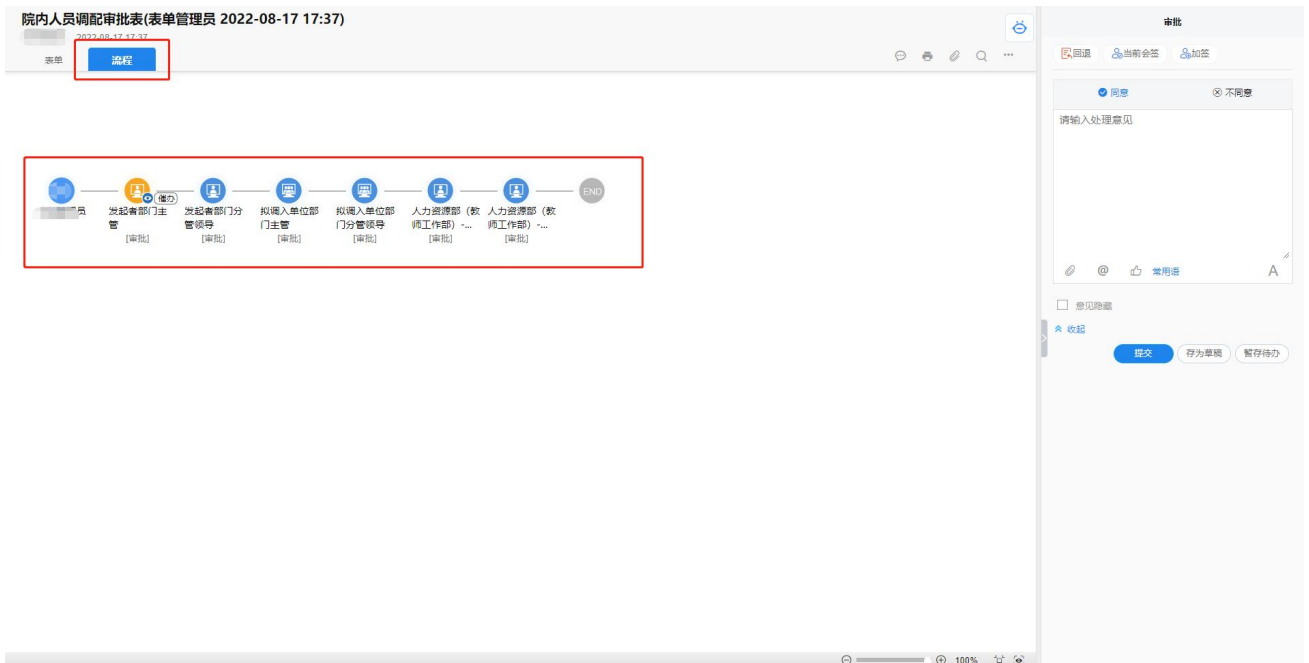 院内人员调配审批表(表单管理员 2022-08-17 17:37)
2022-08-17 17:37
表单
流程
催办
END
员
发起者部门主
管
[审批]
发起者部门分
管领导
[审批]
拟调入单位部
门主管
[审批]
拟调入单位部
门分管领导
[审批]
人力资源部（教
师工作部）-...
[审批]
人力资源部（教
师工作部）-...
[审批]
100%
审批
回退
当前会签
加签
同意
不同意
请输入处理意见
@
常用语
A
意见隐藏
收起
提交
存为草稿
暂存待办